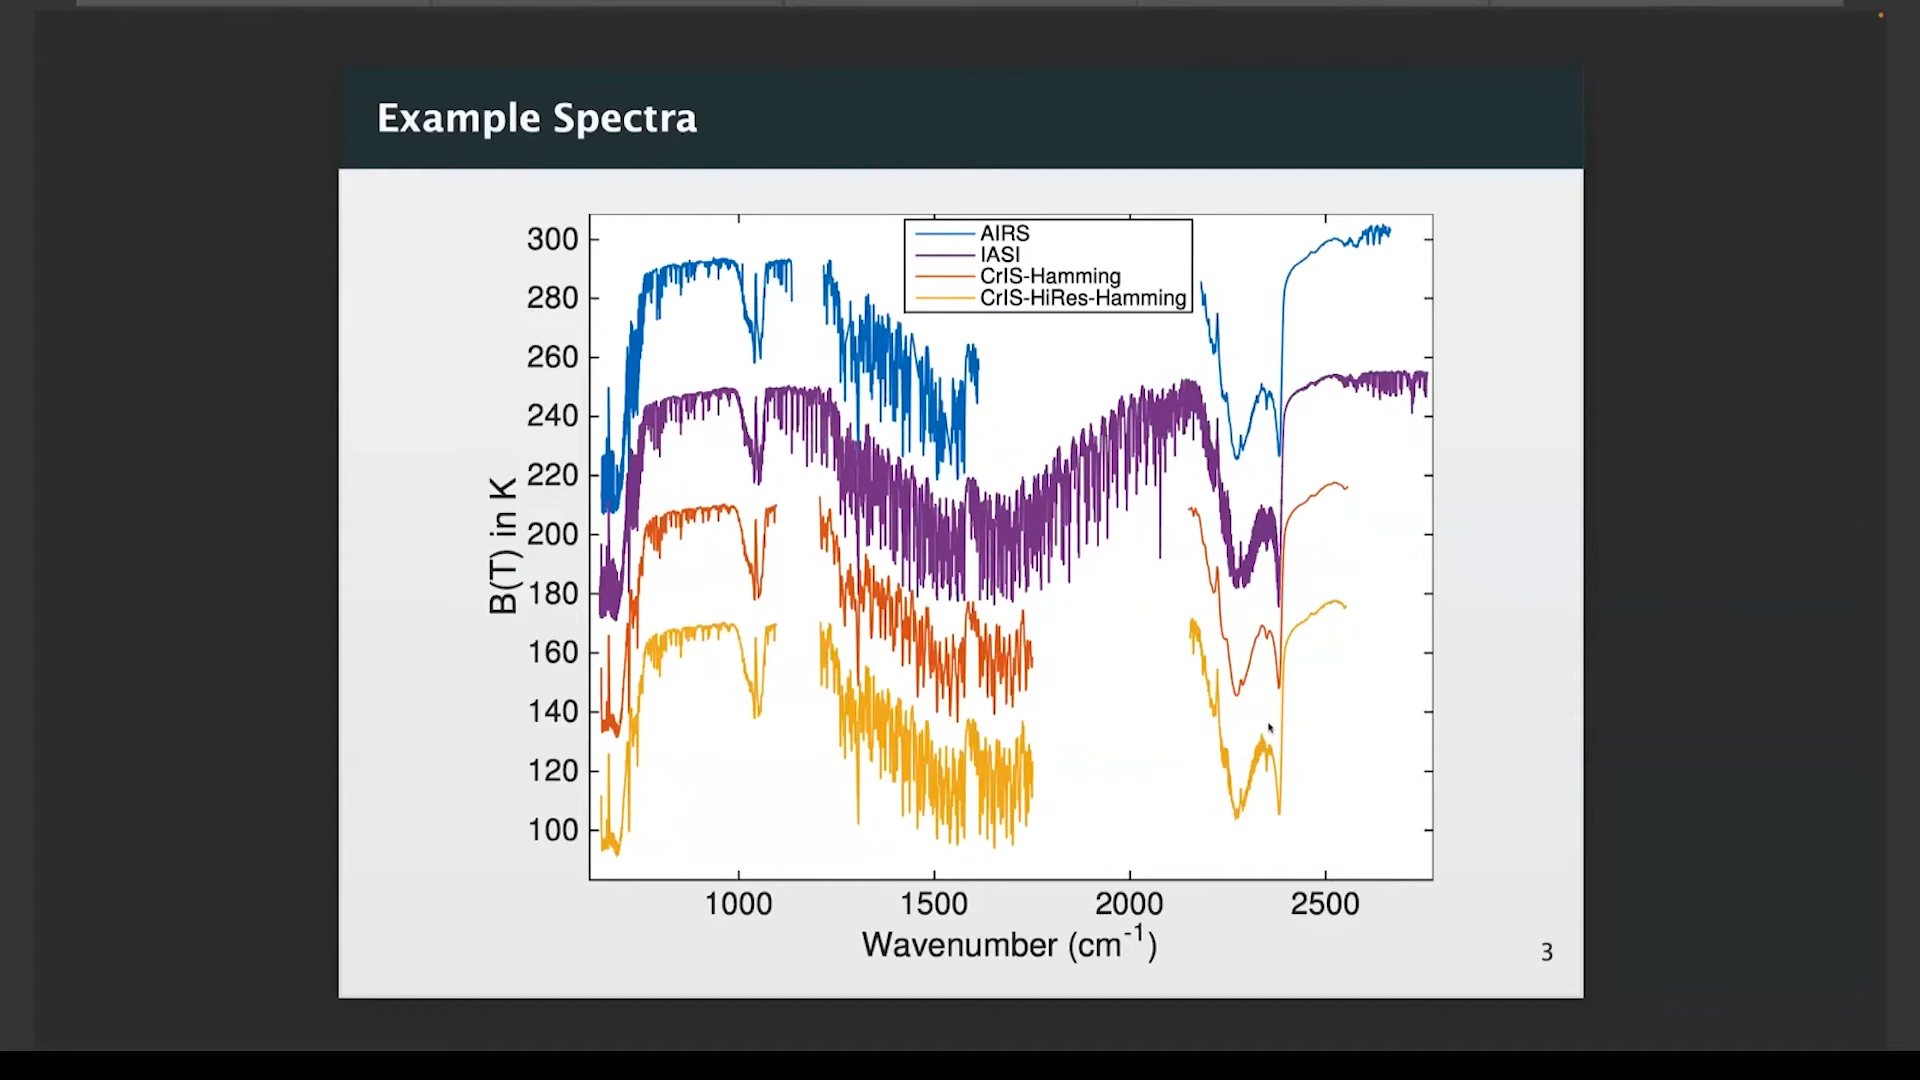 Example Spectra
AIRS
IASI
CrIS-Hamming
CrIS-HiRes-Hamming
300
280
260
240
220
200
180
160
140
120
100
B(T) in K
1000 1500 2000 2500
Wavenumber (cm⁻¹)
3